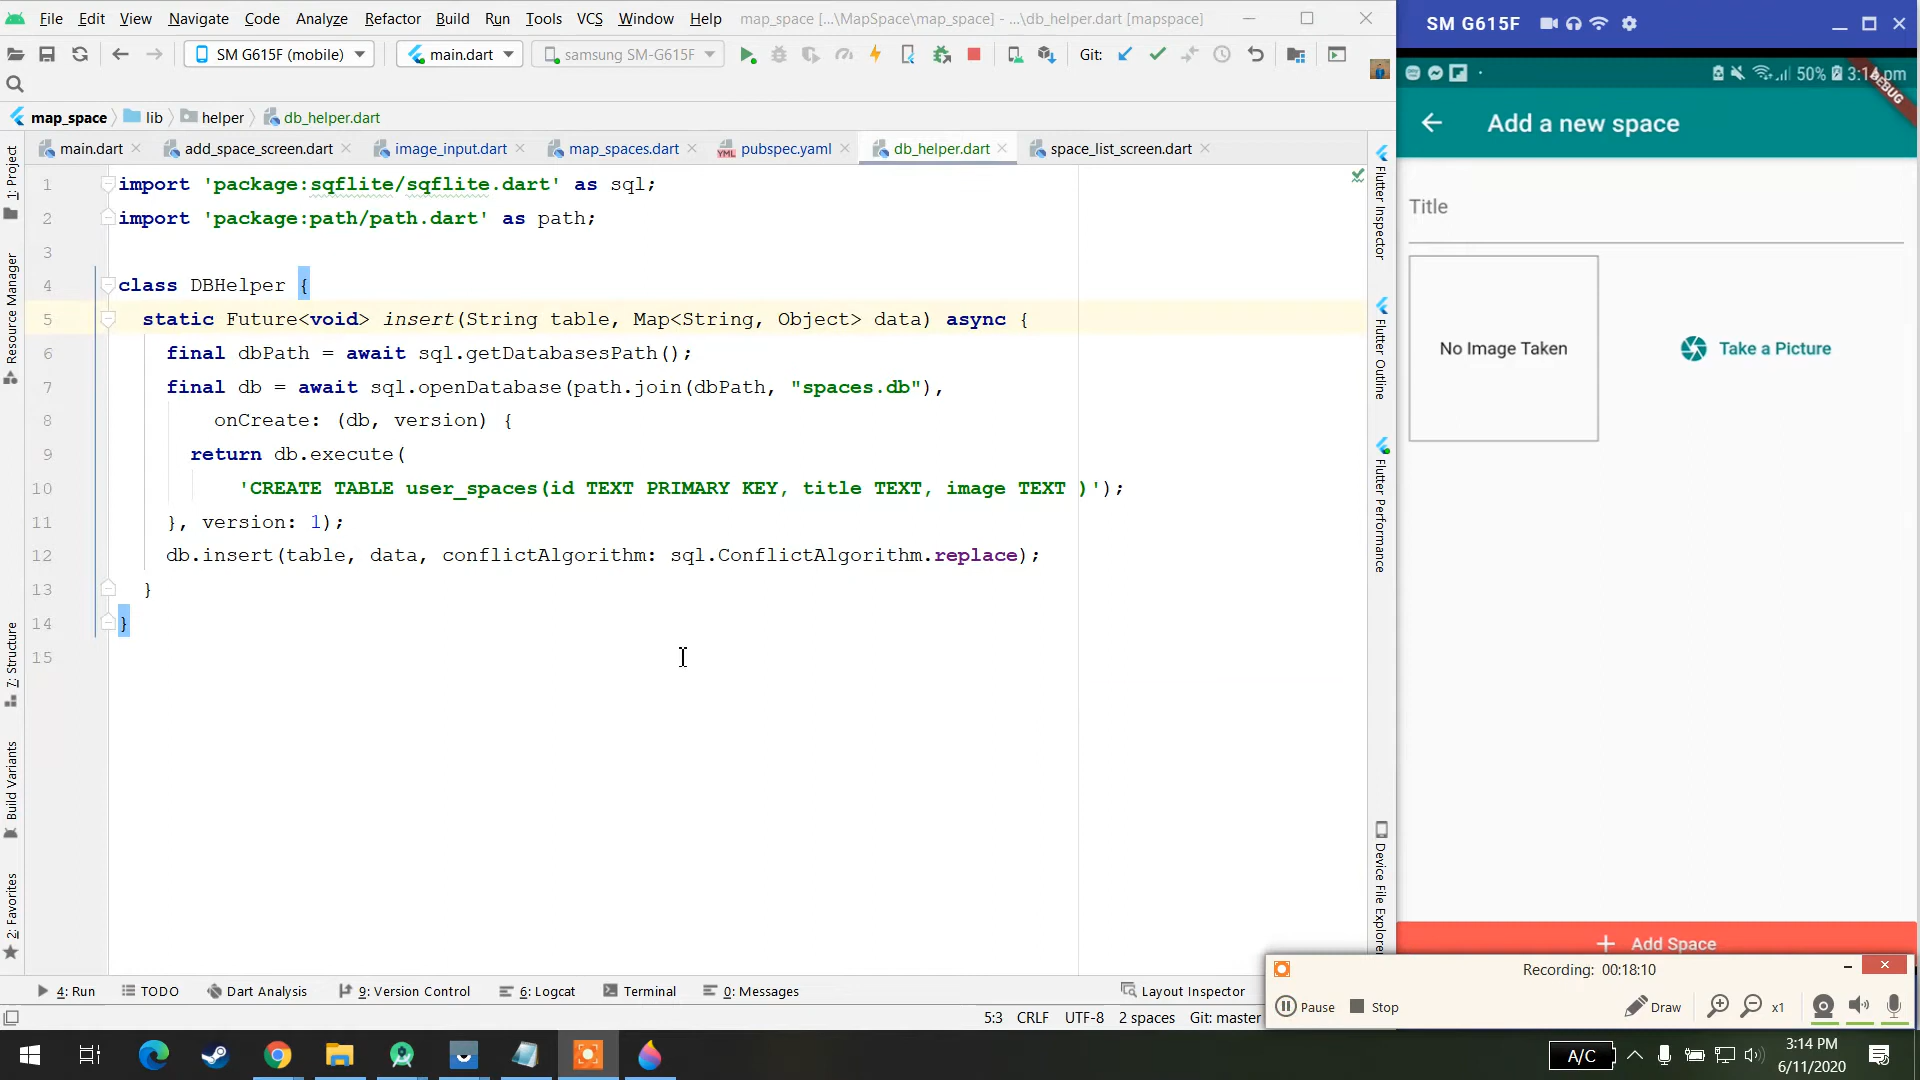 File Edit View Navigate Code Analyze Refactor Build Run Tools VCS Window Help map_space [...\MapSpace\map_space] - ...\db_helper.dart [mapspace]
SM G615F (mobile) main.dart samsung SM-G615F Git:
map_space lib helper db_helper.dart
main.dart add_space_screen.dart image_input.dart map_spaces.dart YML pubspec.yaml db_helper.dart space_list_screen.dart
1 import 'package:sqflite/sqflite.dart' as sql;
2 import 'package:path/path.dart' as path;
3
4 class DBHelper {
5 static Future<void> insert(String table, Map<String, Object> data) async {
6 final dbPath = await sql.getDatabasesPath();
7 final db = await sql.openDatabase(path.join(dbPath, "spaces.db"),
8 onCreate: (db, version) {
9 return db.execute(
10 'CREATE TABLE user_spaces(id TEXT PRIMARY KEY, title TEXT, image TEXT )');
11 }, version: 1);
12 db.insert(table, data, conflictAlgorithm: sql.ConflictAlgorithm.replace);
13 }
14 }
15
1: Project
Resource Manager
7: Structure
Build Variants
2: Favorites
Flutter Inspector
Flutter Outline
Flutter Performance
Device File Explorer
4: Run TODO Dart Analysis 9: Version Control 6: Logcat Terminal 0: Messages Layout Inspector
5:3 CRLF UTF-8 2 spaces Git: master
SM G615F
50% 3:14 pm
DEBUG
Add a new space
Title
No Image Taken
Take a Picture
+ Add Space
Recording: 00:18:10
Pause Stop Draw x1
A/C
3:14 PM
6/11/2020